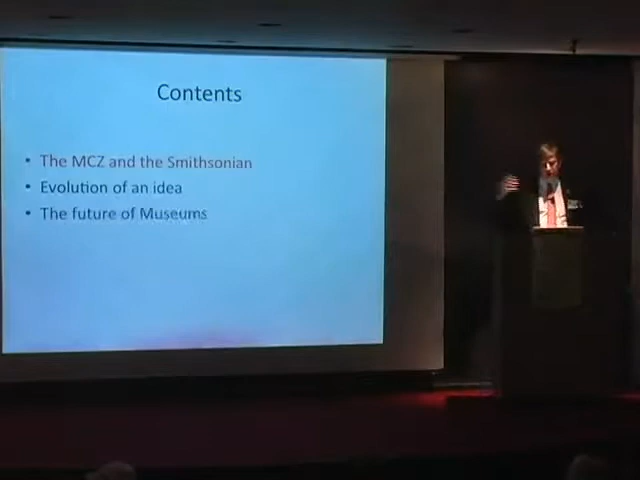 Contents
• The MCZ and the Smithsonian
• Evolution of an idea
• The future of Museums